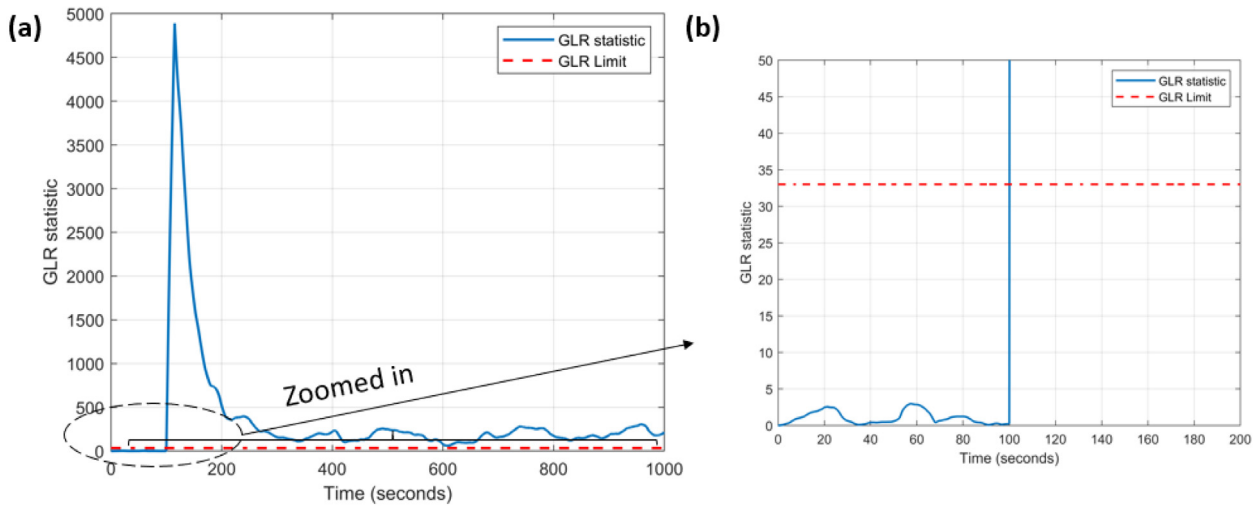 (a)
5000
4500
4000
3500
3000
2500
2000
1500
1000
500
0
GLR statistic
GLR statistic
GLR Limit
Zoomed in
0 200 400 600 800 1000
Time (seconds)
(b)
50
45
40
35
30
25
20
15
10
5
0
GLR statistic
GLR statistic
GLR Limit
0 20 40 60 80 100 120 140 160 180 200
Time (seconds)